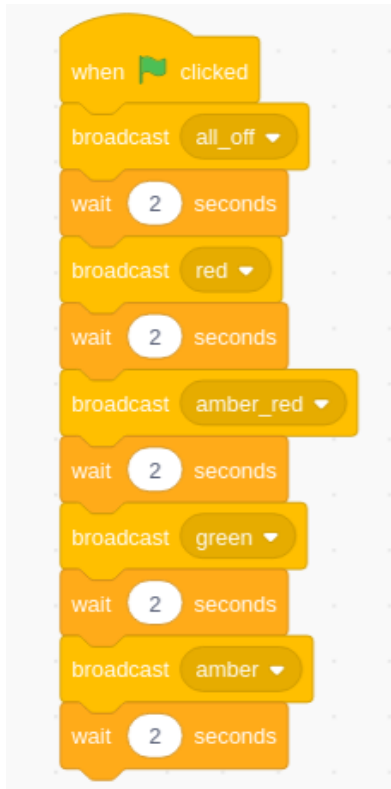 when clicked
broadcast all_off
wait 2 seconds
broadcast red
wait 2 seconds
broadcast amber_red
wait 2 seconds
broadcast green
wait 2 seconds
broadcast amber
wait 2 seconds